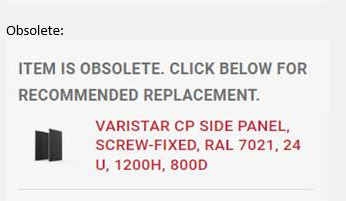 Obsolete:
ITEM IS OBSOLETE. CLICK BELOW FOR
RECOMMENDED REPLACEMENT.
VARISTAR CP SIDE PANEL,
SCREW-FIXED, RAL 7021, 24
U, 1200H, 800D